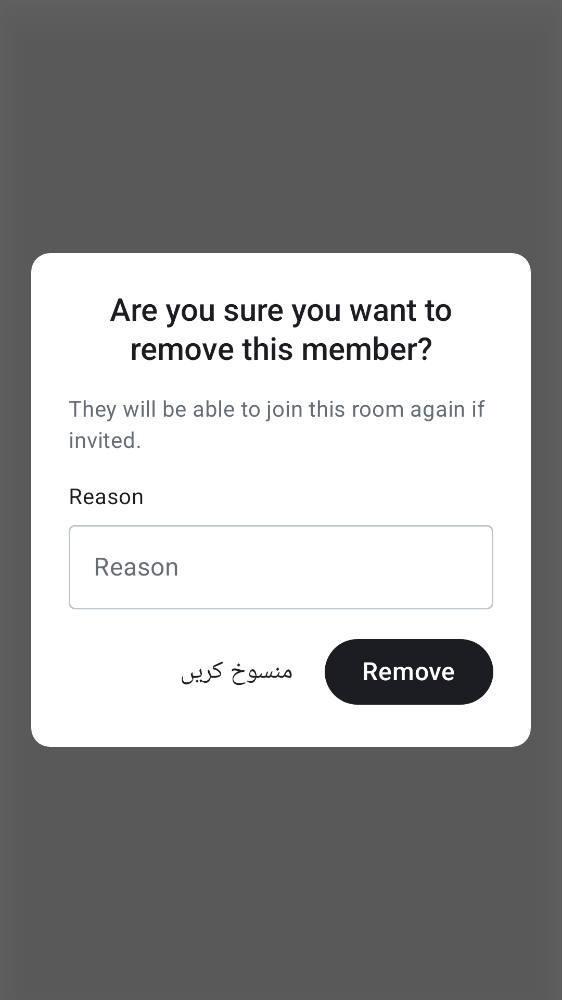 Are you sure you want to
remove this member?
They will be able to join this room again if
invited.
Reason
Reason
منسوخ کریں
Remove